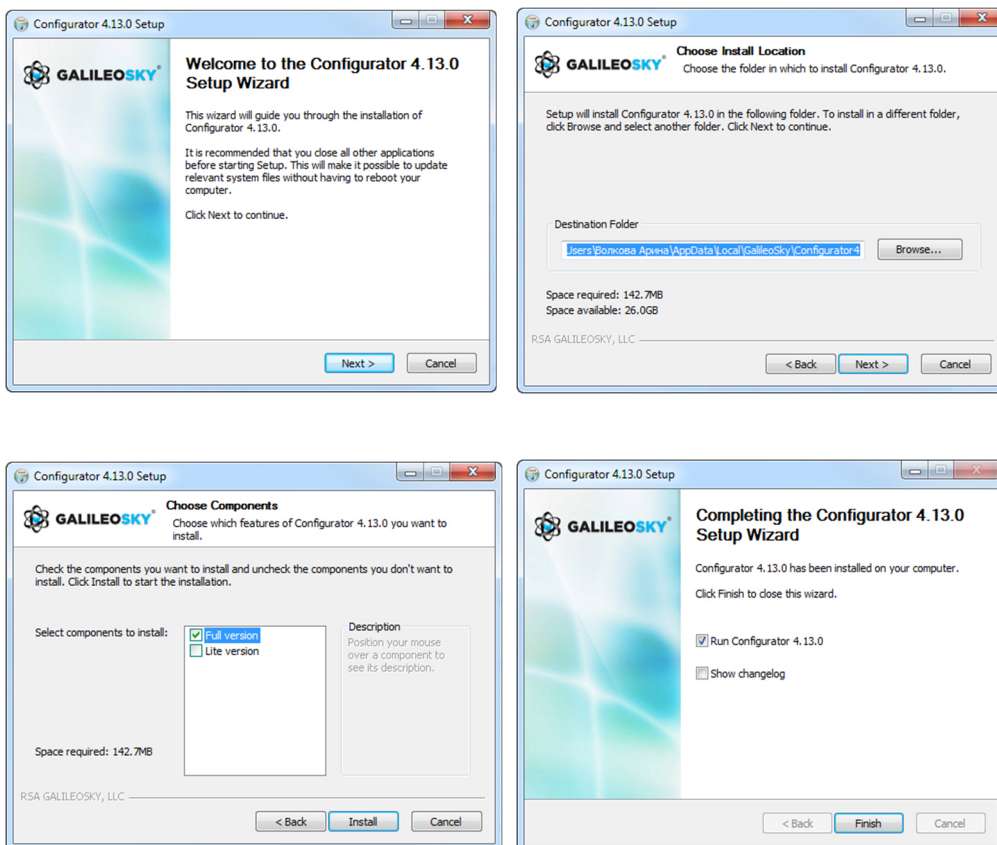 Configurator 4.13.0 Setup
GALILEOSKY
Welcome to the Configurator 4.13.0
Setup Wizard
This wizard will guide you through the installation of
Configurator 4.13.0.
It is recommended that you close all other applications
before starting Setup. This will make it possible to update
relevant system files without having to reboot your
computer.
Click Next to continue.
Next >
Cancel
Configurator 4.13.0 Setup
GALILEOSKY
Choose Install Location
Choose the folder in which to install Configurator 4.13.0.
Setup will install Configurator 4.13.0 in the following folder. To install in a different folder,
click Browse and select another folder. Click Next to continue.
Destination Folder
Users\Волкова Арина\AppData\Local\GalileoSky\Configurator4
Browse...
Space required: 142.7MB
Space available: 26.0GB
RSA GALILEOSKY, LLC
< Back
Next >
Cancel
Configurator 4.13.0 Setup
GALILEOSKY
Choose Components
Choose which features of Configurator 4.13.0 you want to
install.
Check the components you want to install and uncheck the components you don't want to
install. Click Install to start the installation.
Select components to install:
Full version
Lite version
Description
Position your mouse
over a component to
see its description.
Space required: 142.7MB
RSA GALILEOSKY, LLC
< Back
Install
Cancel
Configurator 4.13.0 Setup
GALILEOSKY
Completing the Configurator 4.13.0
Setup Wizard
Configurator 4.13.0 has been installed on your computer.
Click Finish to close this wizard.
Run Configurator 4.13.0
Show changelog
< Back
Finish
Cancel